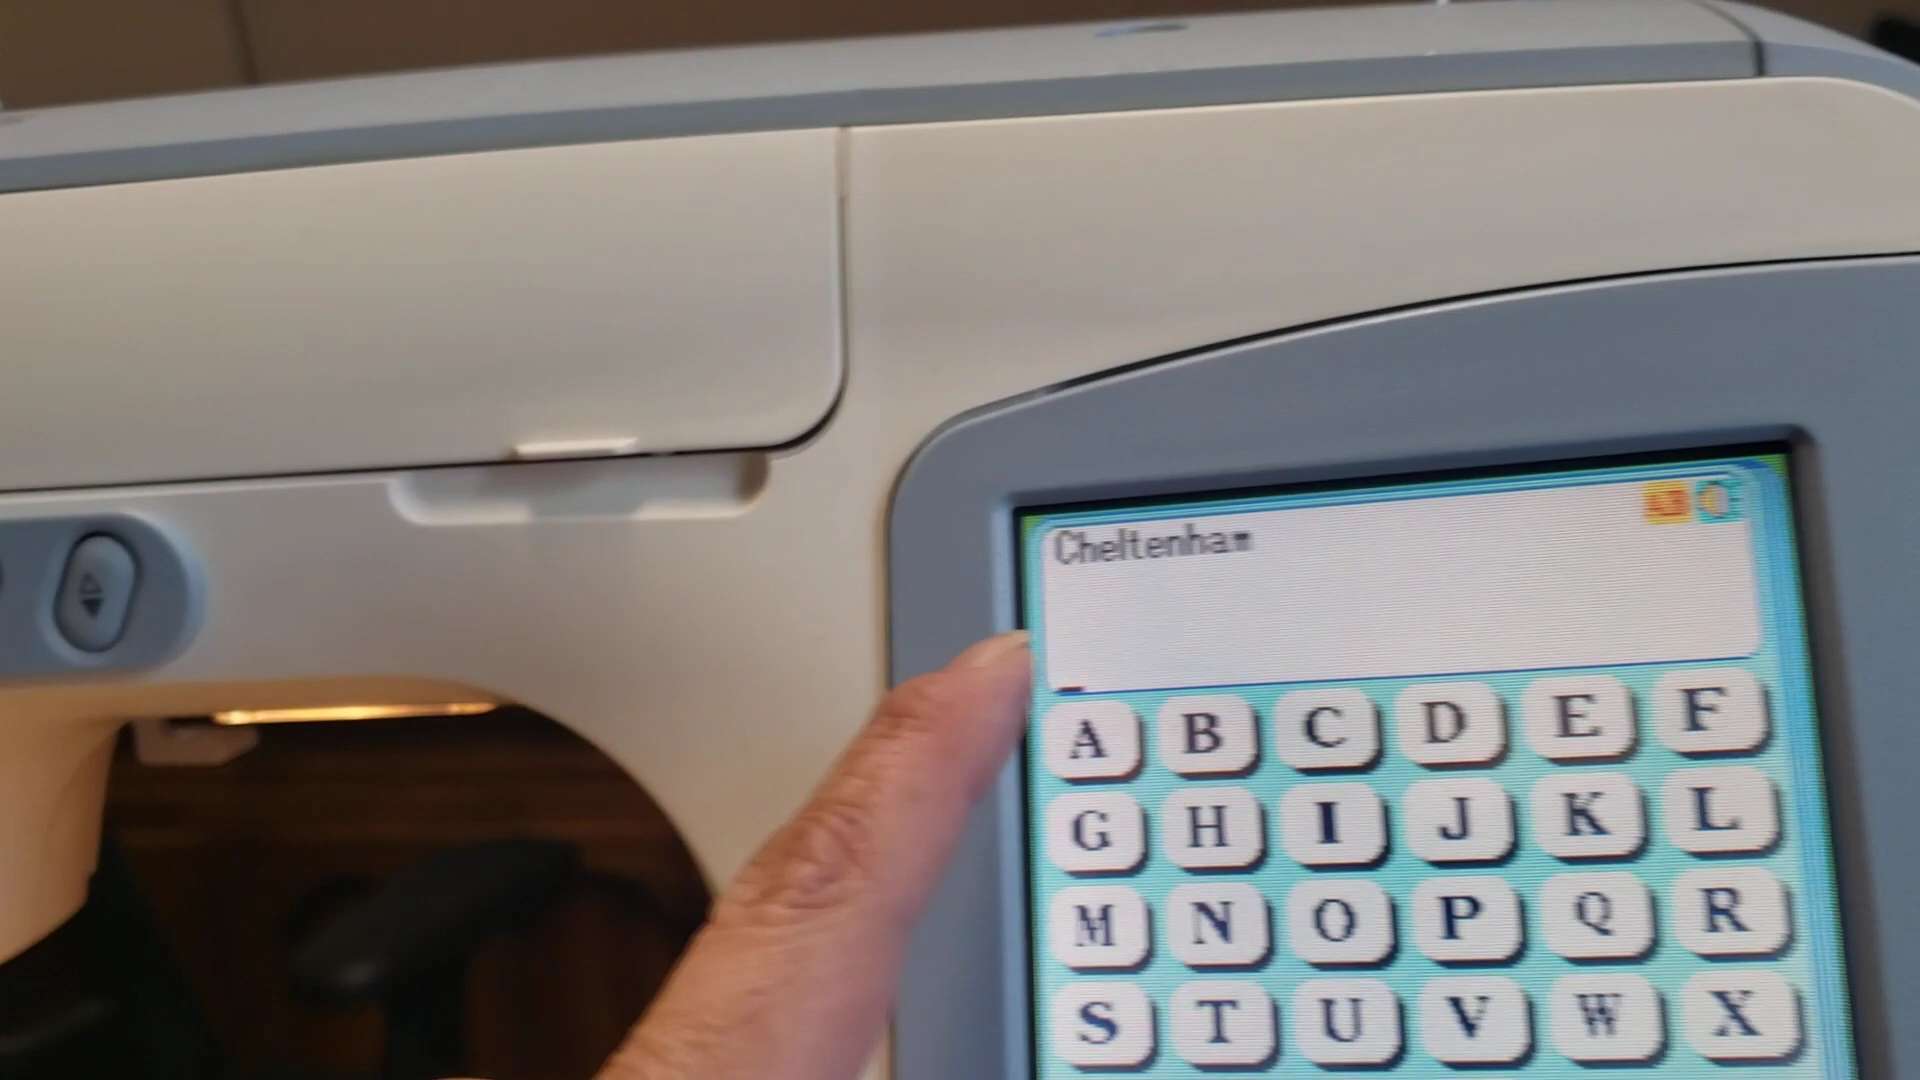 Cheltenham
A B C D E F
G H I J K L
M N O P Q R
S T U V W X